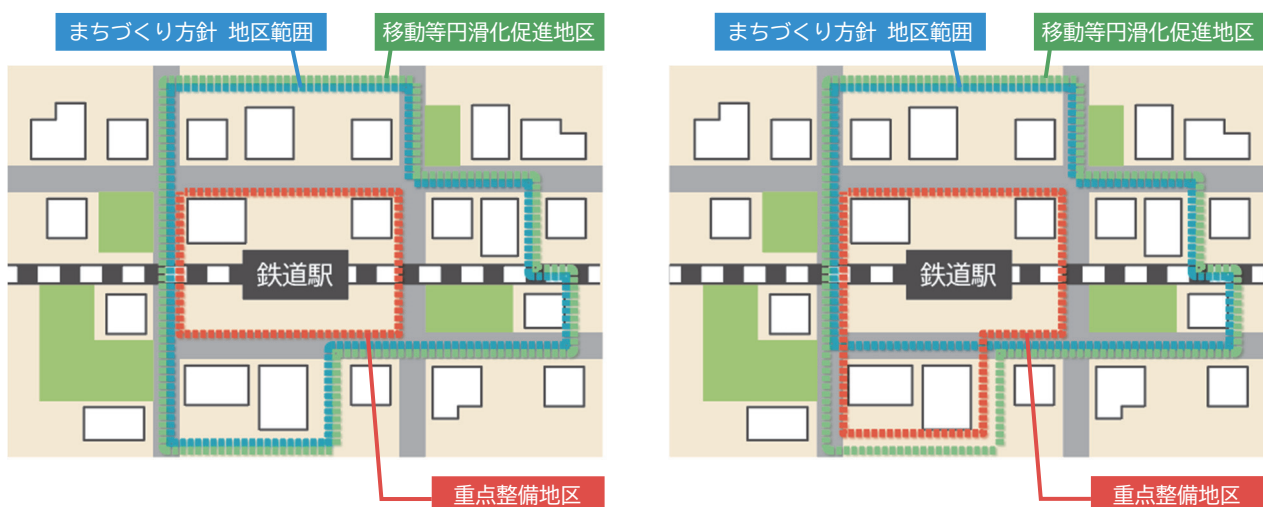 まちづくり方針 地区範囲
移動等円滑化促進地区
鉄道駅
重点整備地区
まちづくり方針 地区範囲
移動等円滑化促進地区
鉄道駅
重点整備地区